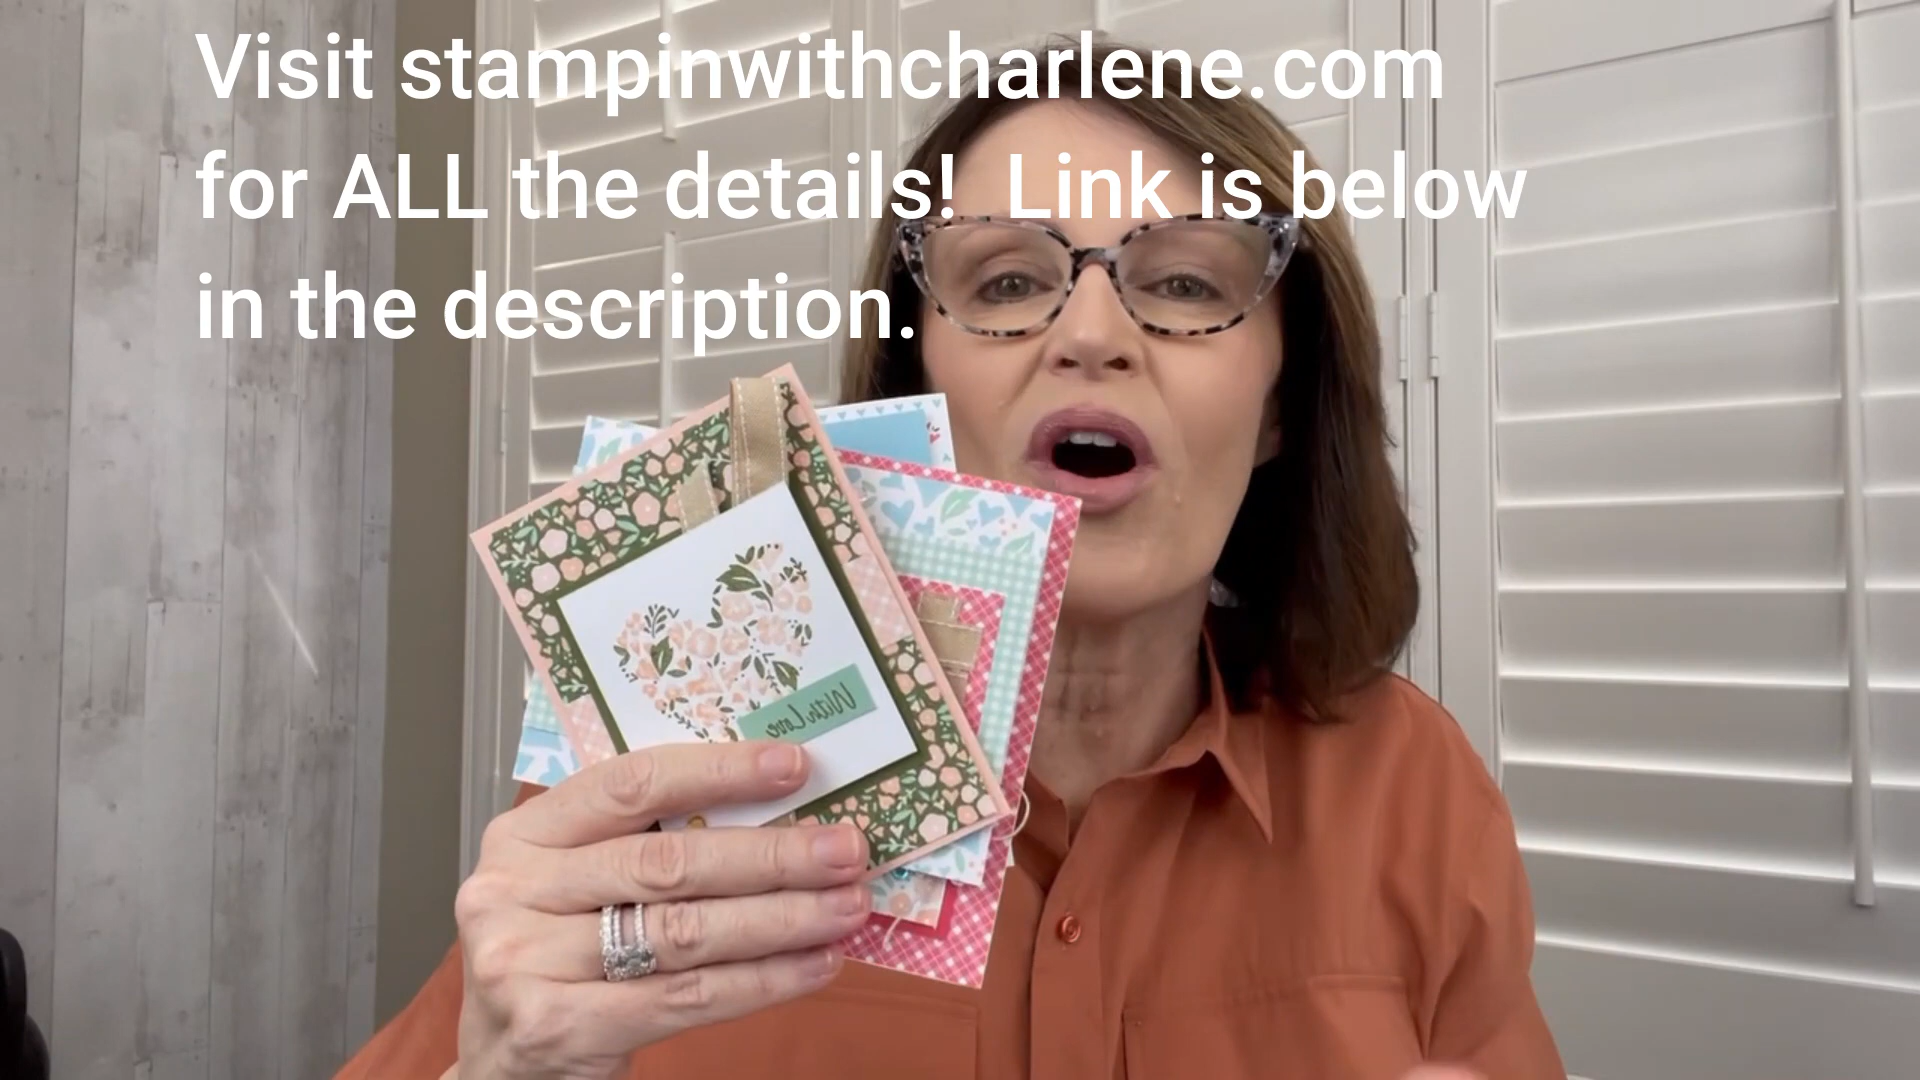 Visit stampinwithcharlene.com
for ALL the details!  Link is below
in the description.
With Love